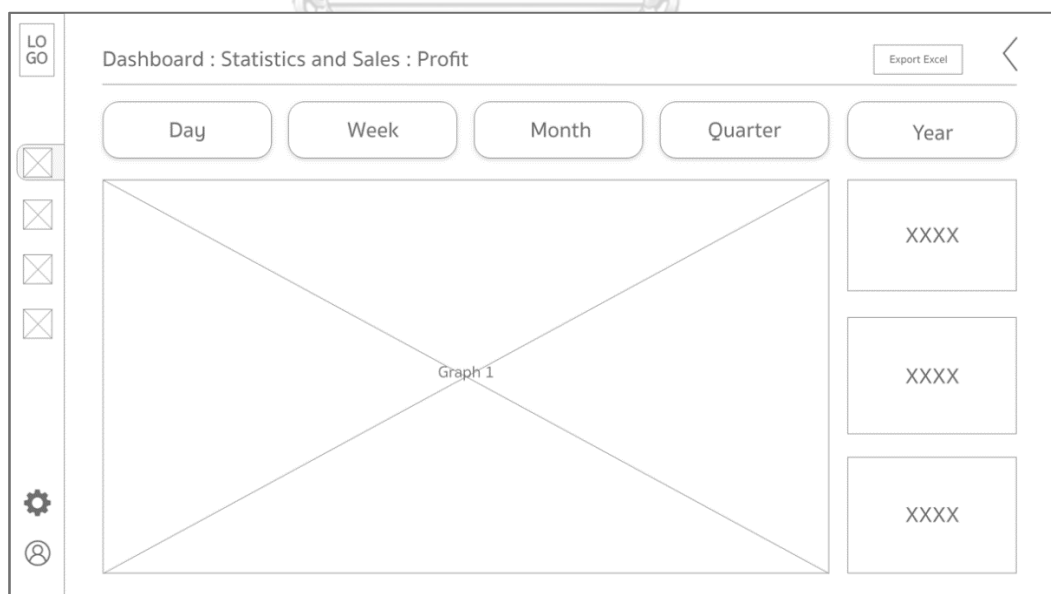 LO
GO
Dashboard : Statistics and Sales : Profit
Export Excel
Day
Week
Month
Quarter
Year
XXXX
Graph 1
XXXX
XXXX